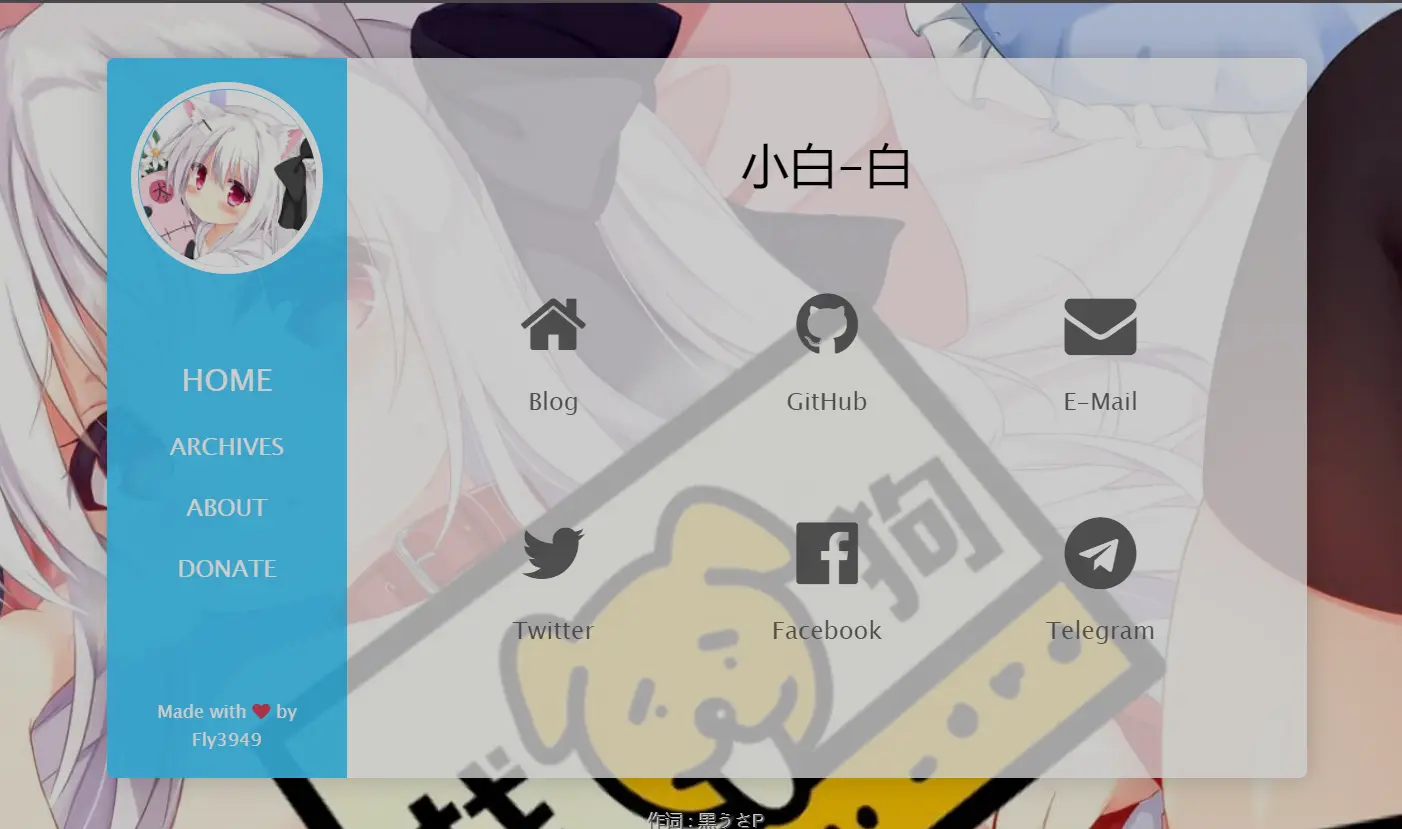 小白-白
HOME
ARCHIVES
ABOUT
DONATE
Made with ❤ by
Fly3949
Blog
GitHub
E-Mail
Twitter
Facebook
Telegram
狗
作词 : 黑うさP